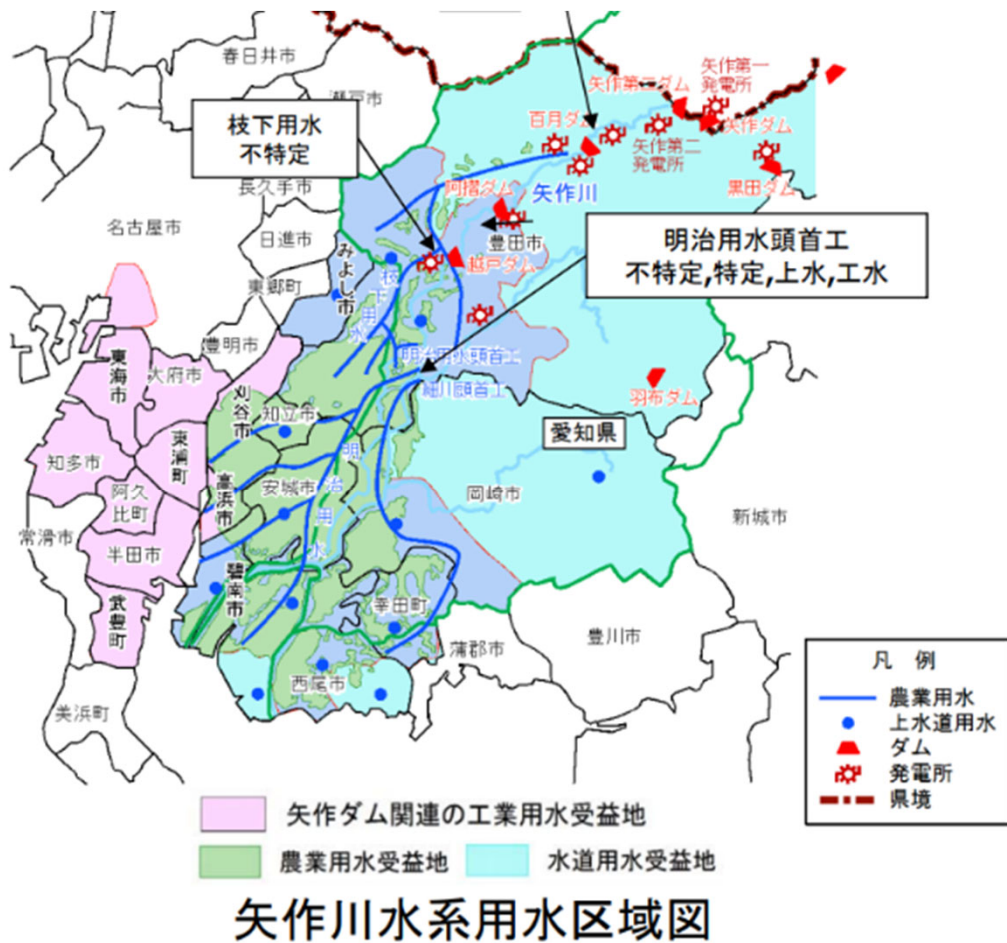 春日井市
瀬戸市
枝下用水
不特定
長久手市
名古屋市
日進市
みよし市
東郷町
豊明市
矢作第二ダム
矢作第一
発電所
百月ダム
矢作ダム
矢作第二
発電所
黒田ダム
矢作川
阿摺ダム
豊田市
越戸ダム
明治用水頭首工
不特定,特定,上水,工水
枝下用水
明治用水頭首工
細川頭首工
羽布ダム
愛知県
東海市
大府市
刈谷市
知立市
知多市
東浦町
高浜市
安城市
明治用水
岡崎市
新城市
阿久
比町
常滑市
半田市
碧南市
武豊町
幸田町
蒲郡市
豊川市
西尾市
美浜町
凡 例
農業用水
上水道用水
ダム
発電所
県境
矢作ダム関連の工業用水受益地
農業用水受益地
水道用水受益地
矢作川水系用水区域図